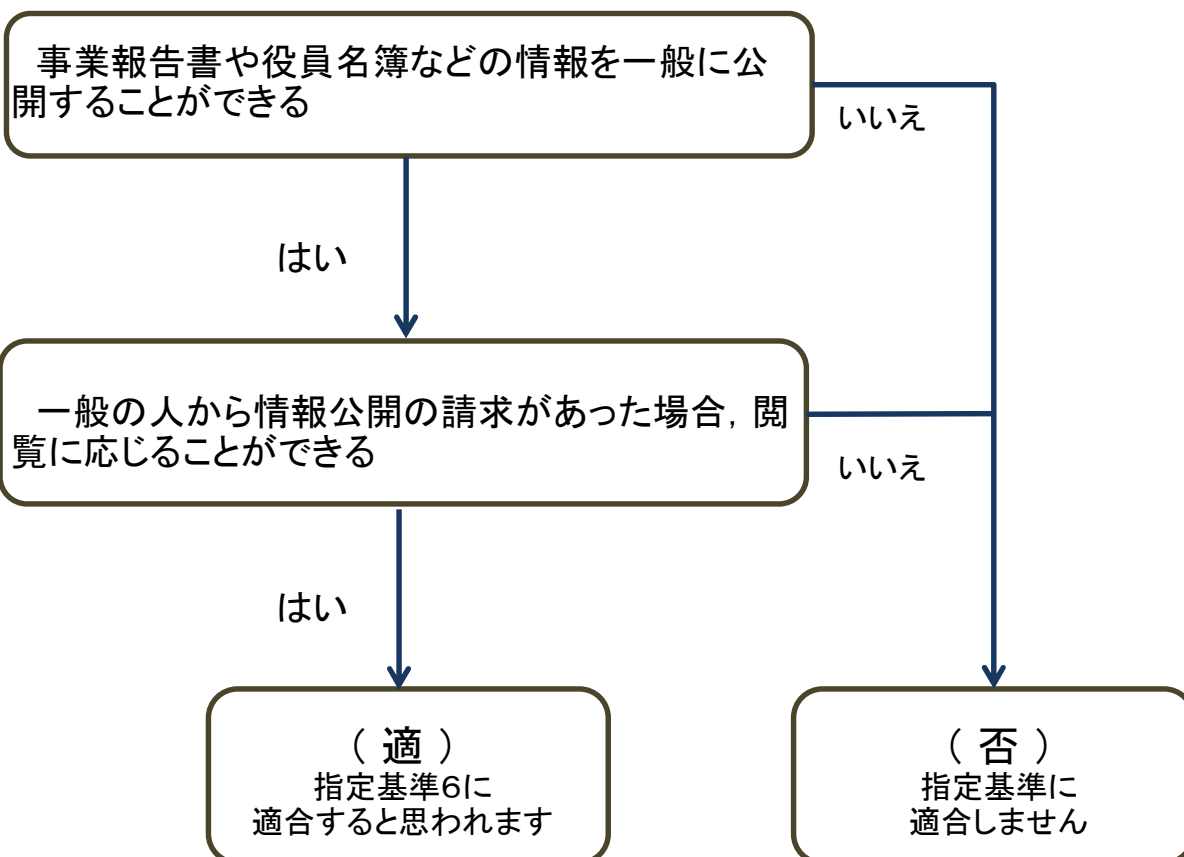 事業報告書や役員名簿などの情報を一般に公
開することができる
いいえ
はい
一般の人から情報公開の請求があった場合，閲
覧に応じることができる
いいえ
はい
（ 適 ）
指定基準６に
適合すると思われます
（ 否 ）
指定基準に
適合しません